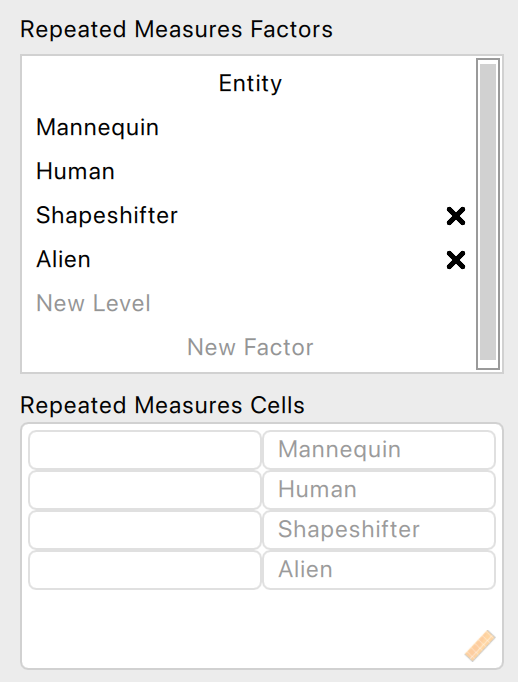 Repeated Measures Factors
Entity
Mannequin
Human
Shapeshifter
Alien
New Level
New Factor
Repeated Measures Cells
Mannequin
Human
Shapeshifter
Alien